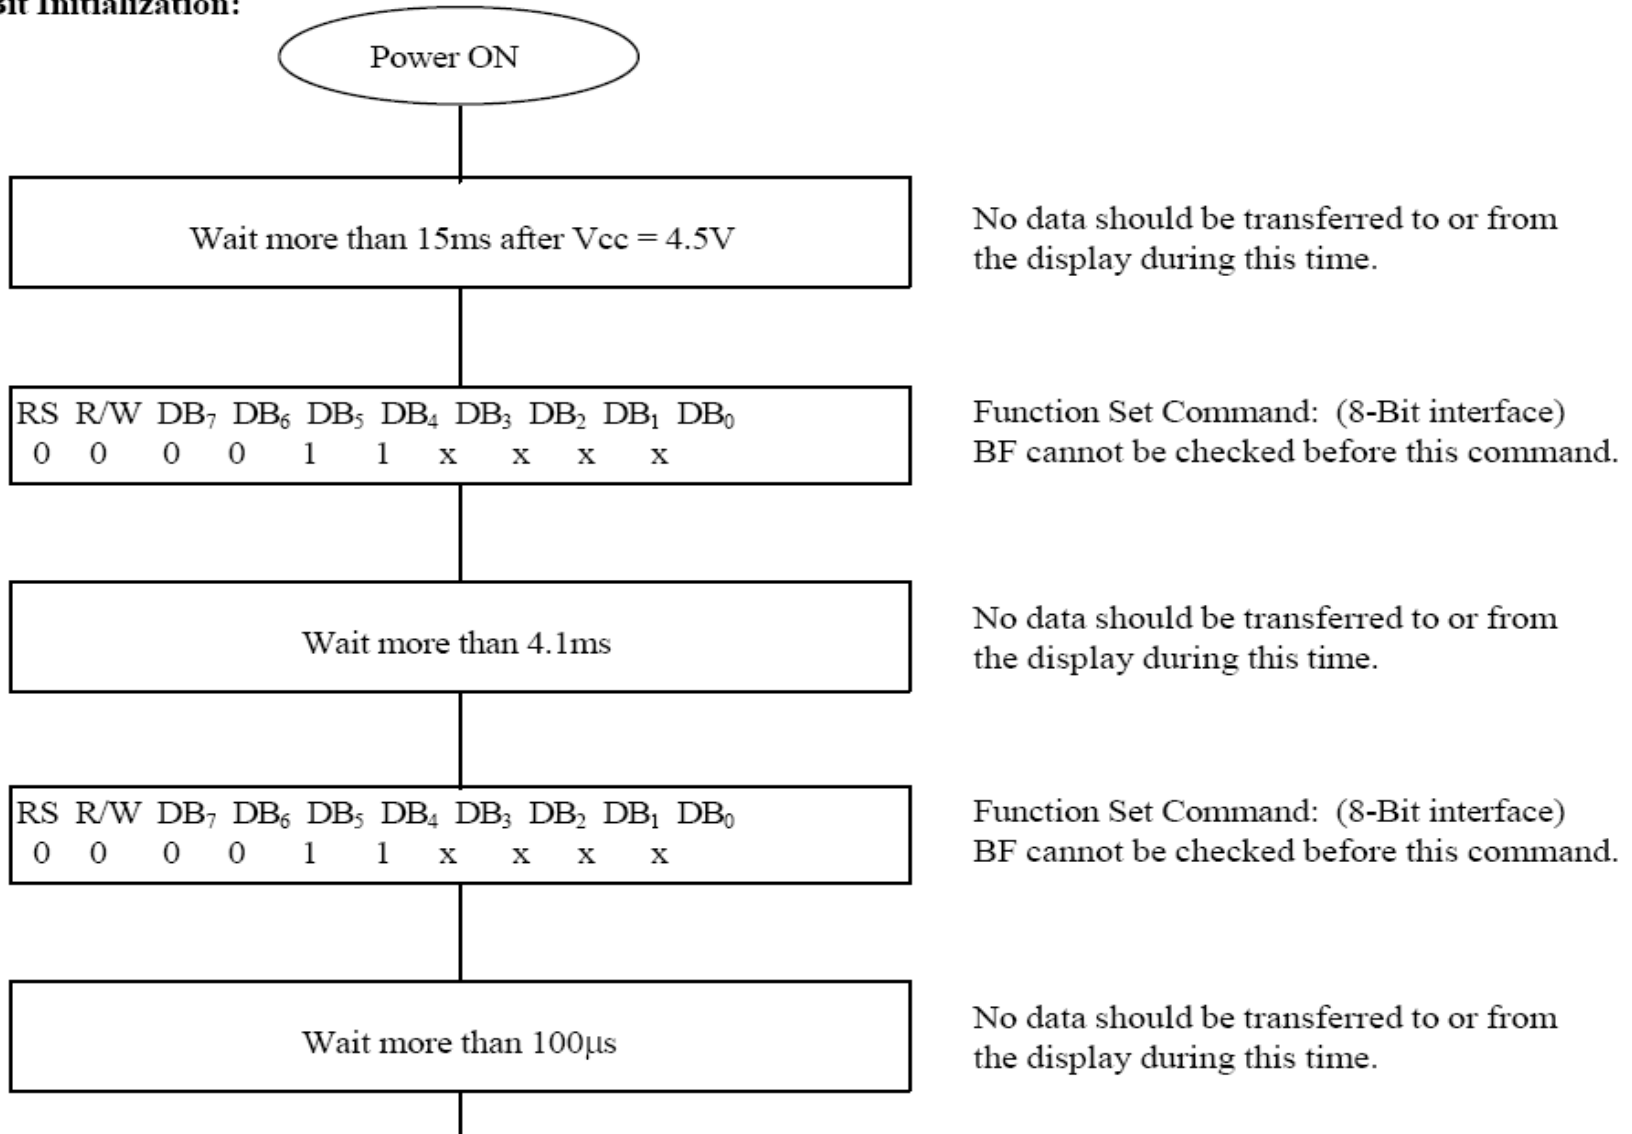 Bit Initialization:
Power ON
Wait more than 15ms after Vcc = 4.5V
No data should be transferred to or from
the display during this time.
RS R/W DB₇ DB₆ DB₅ DB₄ DB₃ DB₂ DB₁ DB₀
0 0 0 0 1 1 x x x x
Function Set Command: (8-Bit interface)
BF cannot be checked before this command.
Wait more than 4.1ms
No data should be transferred to or from
the display during this time.
RS R/W DB₇ DB₆ DB₅ DB₄ DB₃ DB₂ DB₁ DB₀
0 0 0 0 1 1 x x x x
Function Set Command: (8-Bit interface)
BF cannot be checked before this command.
Wait more than 100µs
No data should be transferred to or from
the display during this time.